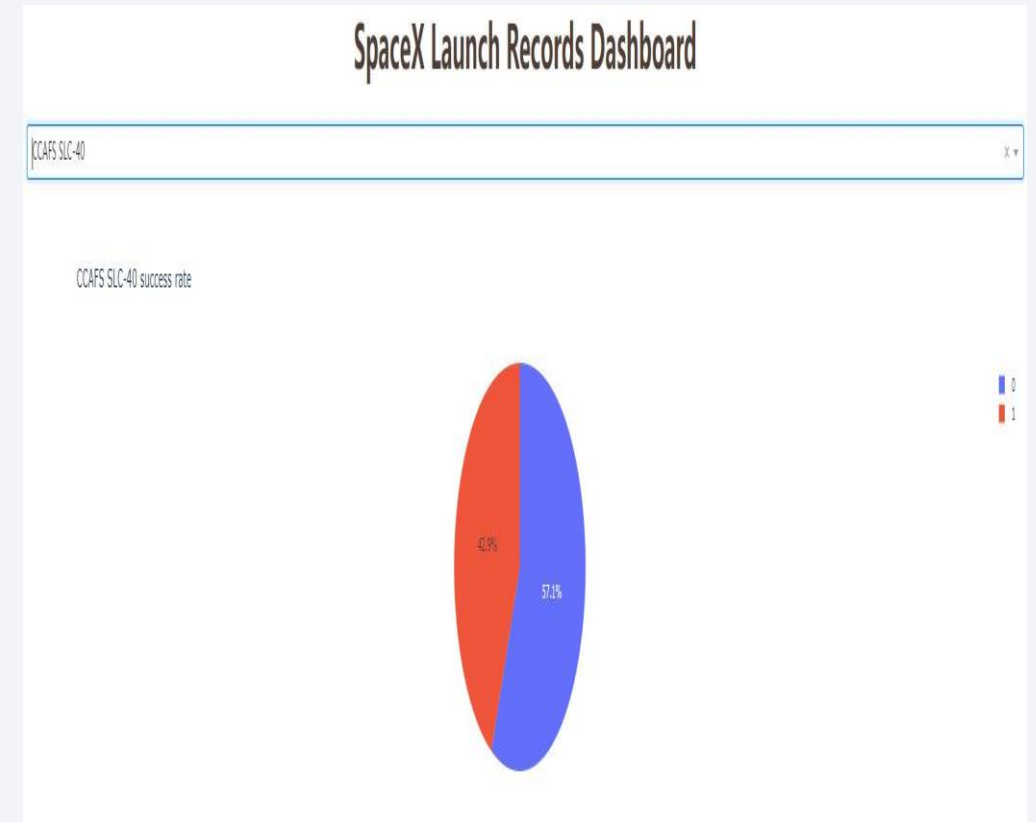 SpaceX Launch Records Dashboard
CCAFS SLC-40
x
CCAFS SLC-40 success rate
0
1
42.9%
57.1%